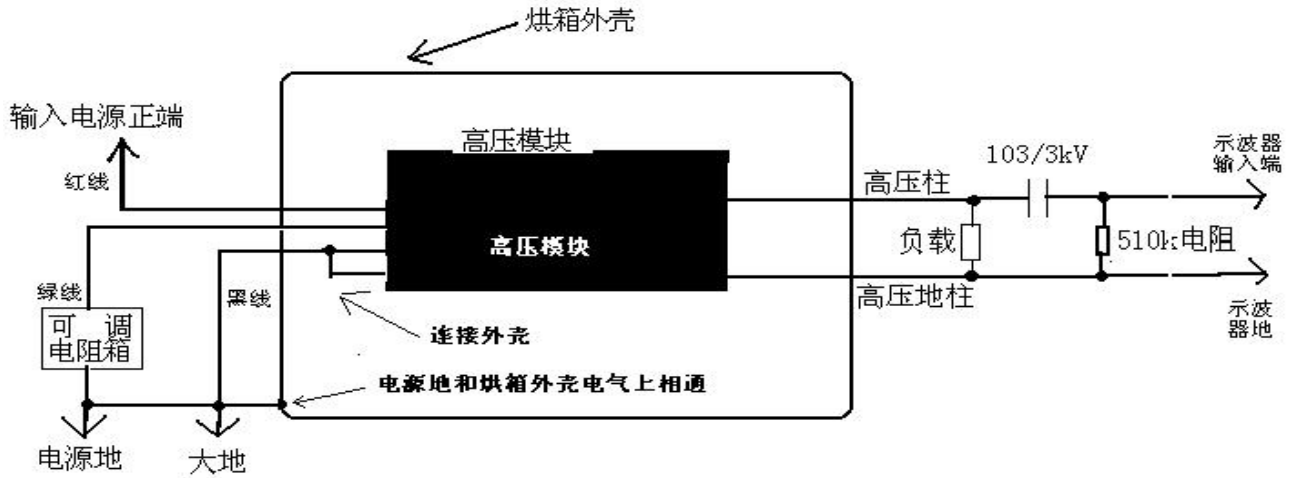 烘箱外壳
输入电源正端
高压模块
示波器
输入端
103/3kV
红线
高压柱
高压模块
负载
510k电阻
绿线
黑线
高压地柱
示波
器地
可 调
电阻箱
连接外壳
电源地和烘箱外壳电气上相通
电源地
大地